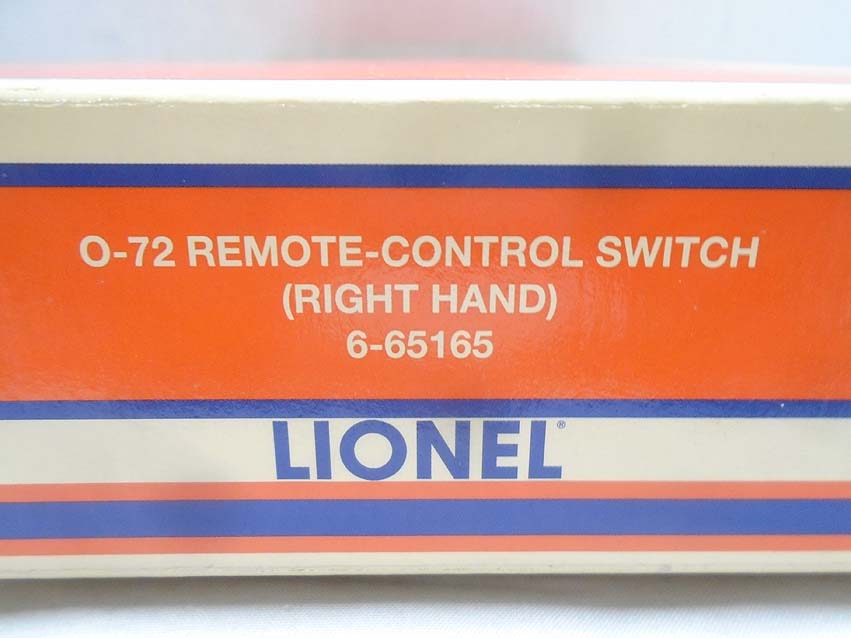 O-72 REMOTE-CONTROL SWITCH
(RIGHT HAND)
6-65165
LIONEL®